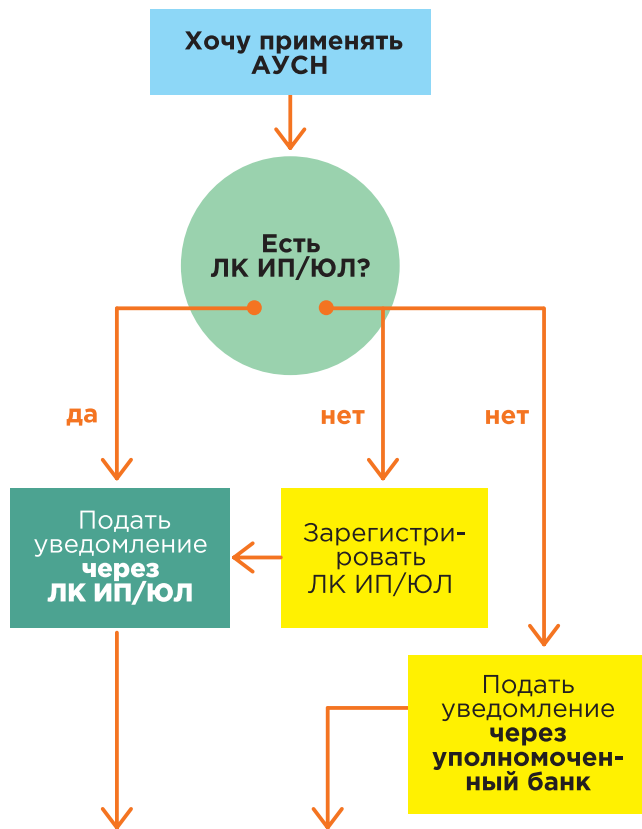 Хочу применять
АУСН
Есть
ЛК ИП/ЮЛ?
да
нет
нет
Подать
уведомление
через
ЛК ИП/ЮЛ
Зарегистри-
ровать
ЛК ИП/ЮЛ
Подать
уведомление
через
уполномочен-
ный банк